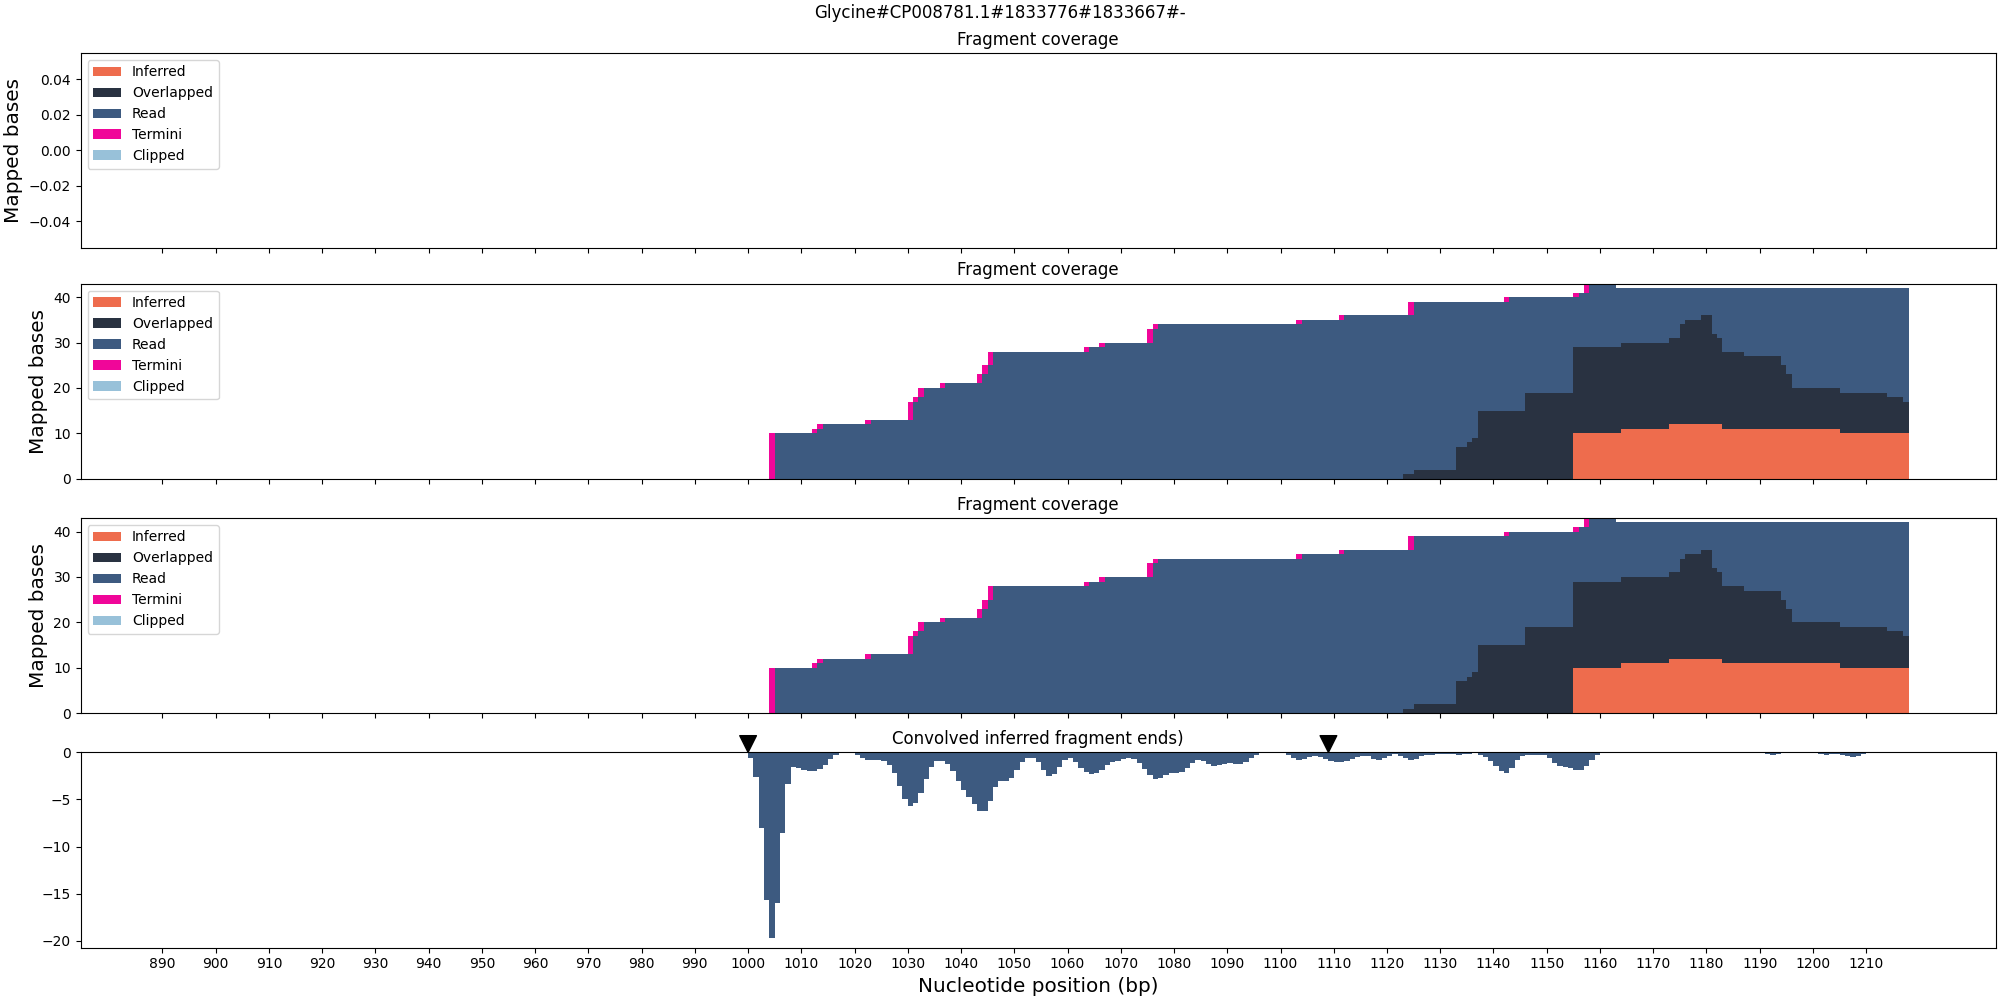 Glycine#CP008781.1#1833776#1833667#-
Fragment coverage
Mapped bases
0.04
0.02
0.00
−0.02
−0.04
Inferred
Overlapped
Read
Termini
Clipped
Fragment coverage
Mapped bases
40
30
20
10
0
Inferred
Overlapped
Read
Termini
Clipped
Fragment coverage
Mapped bases
40
30
20
10
0
Inferred
Overlapped
Read
Termini
Clipped
Convolved inferred fragment ends)
0
−5
−10
−15
−20
890 900 910 920 930 940 950 960 970 980 990 1000 1010 1020 1030 1040 1050 1060 1070 1080 1090 1100 1110 1120 1130 1140 1150 1160 1170 1180 1190 1200 1210
Nucleotide position (bp)